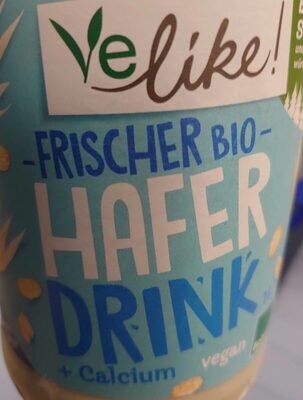 Velike!
-FRISCHER BIO-
HAFER
DRINK
+ Calcium
vegan